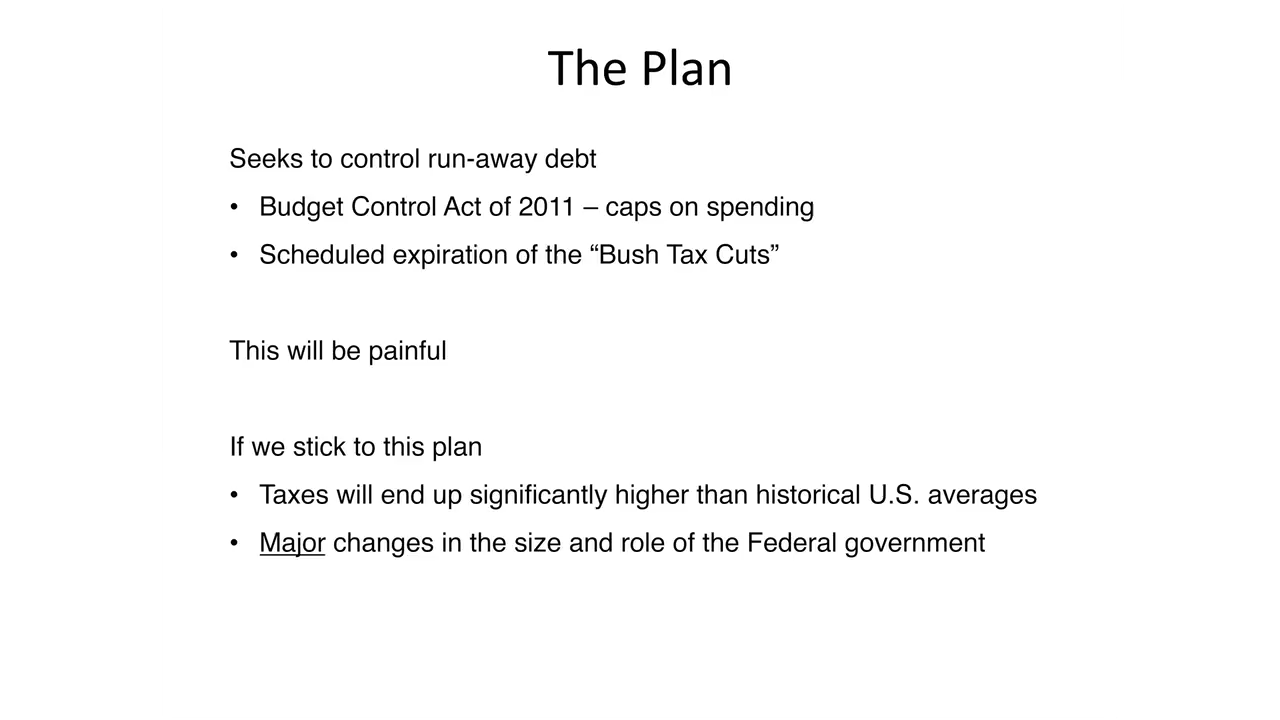 The Plan
Seeks to control run-away debt
• Budget Control Act of 2011 – caps on spending
• Scheduled expiration of the “Bush Tax Cuts”
This will be painful
If we stick to this plan
• Taxes will end up significantly higher than historical U.S. averages
• Major changes in the size and role of the Federal government